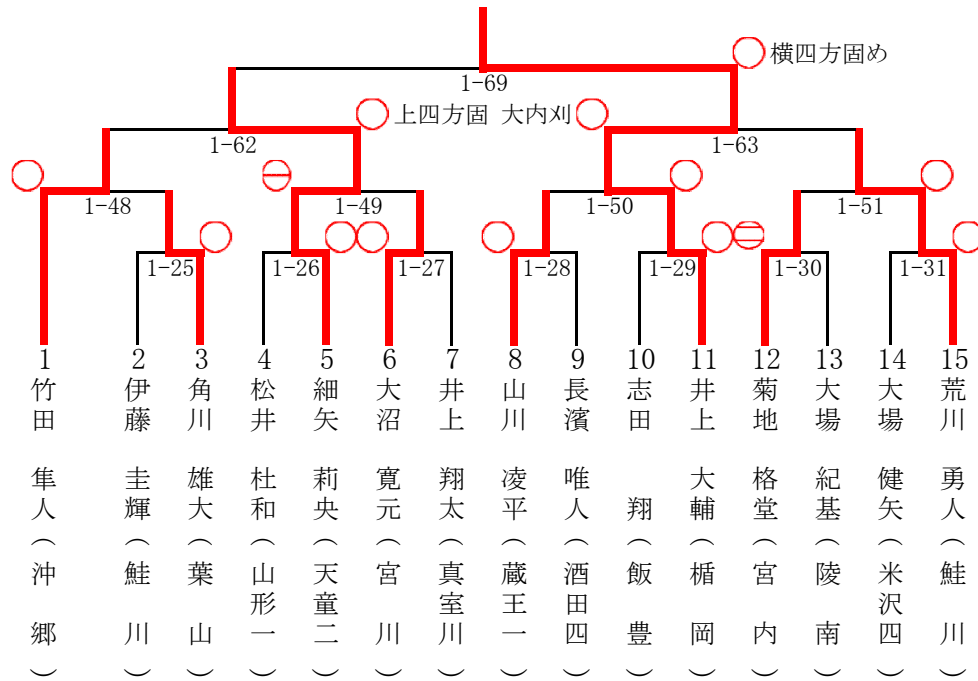 横四方固め
1-69
上四方固 大内刈
1-62
1-63
1-48
1-49
1-50
1-51
1-25
1-26
1-27
1-28
1-29
1-30
1-31
1 竹田 隼人(沖郷)
2 伊藤 圭輝(鮭川)
3 角川 雄大(葉山)
4 松井 杜和(山形一)
5 細矢 莉央(天童二)
6 大沼 寛元(宮川)
7 井上 翔太(真室川)
8 山川 凌平(蔵王一)
9 長濱 唯人(酒田四)
10 志田 翔(飯豊)
11 井上 大輔(楯岡)
12 菊地 格堂(宮内)
13 大場 紀基(陵南)
14 大場 健矢(米沢四)
15 荒川 勇人(鮭川)